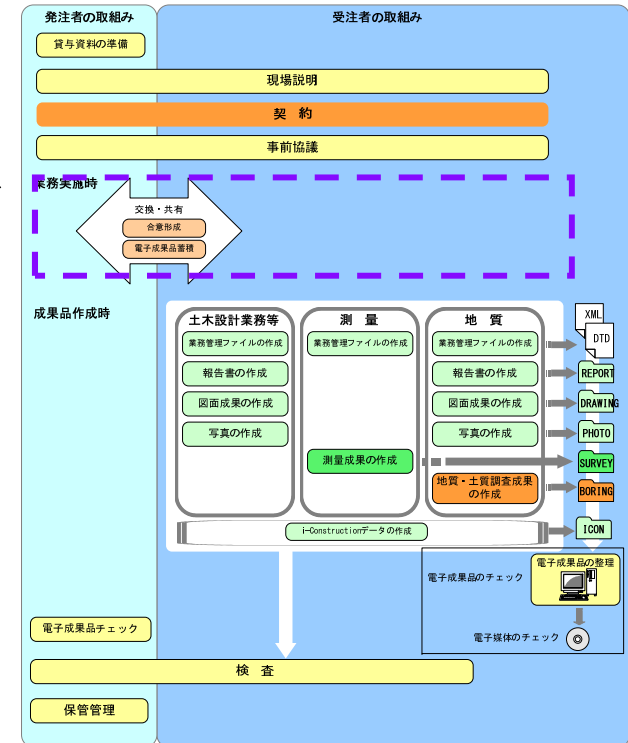 発注者の取組み
受注者の取組み
貸与資料の準備
現場説明
契 約
事前協議
業務実施時
交換・共有
合意形成
電子成果品蓄積
成果品作成時
土木設計業務等
測 量
地 質
業務管理ファイルの作成
業務管理ファイルの作成
業務管理ファイルの作成
XML
DTD
報告書の作成
報告書の作成
REPORT
図面成果の作成
図面成果の作成
DRAWING
写真の作成
写真の作成
PHOTO
測量成果の作成
SURVEY
地質・土質調査成果
の作成
BORING
i-Constructionデータの作成
ICON
電子成果品の整理
電子成果品のチェック
電子媒体のチェック
電子成果品チェック
検 査
保管管理